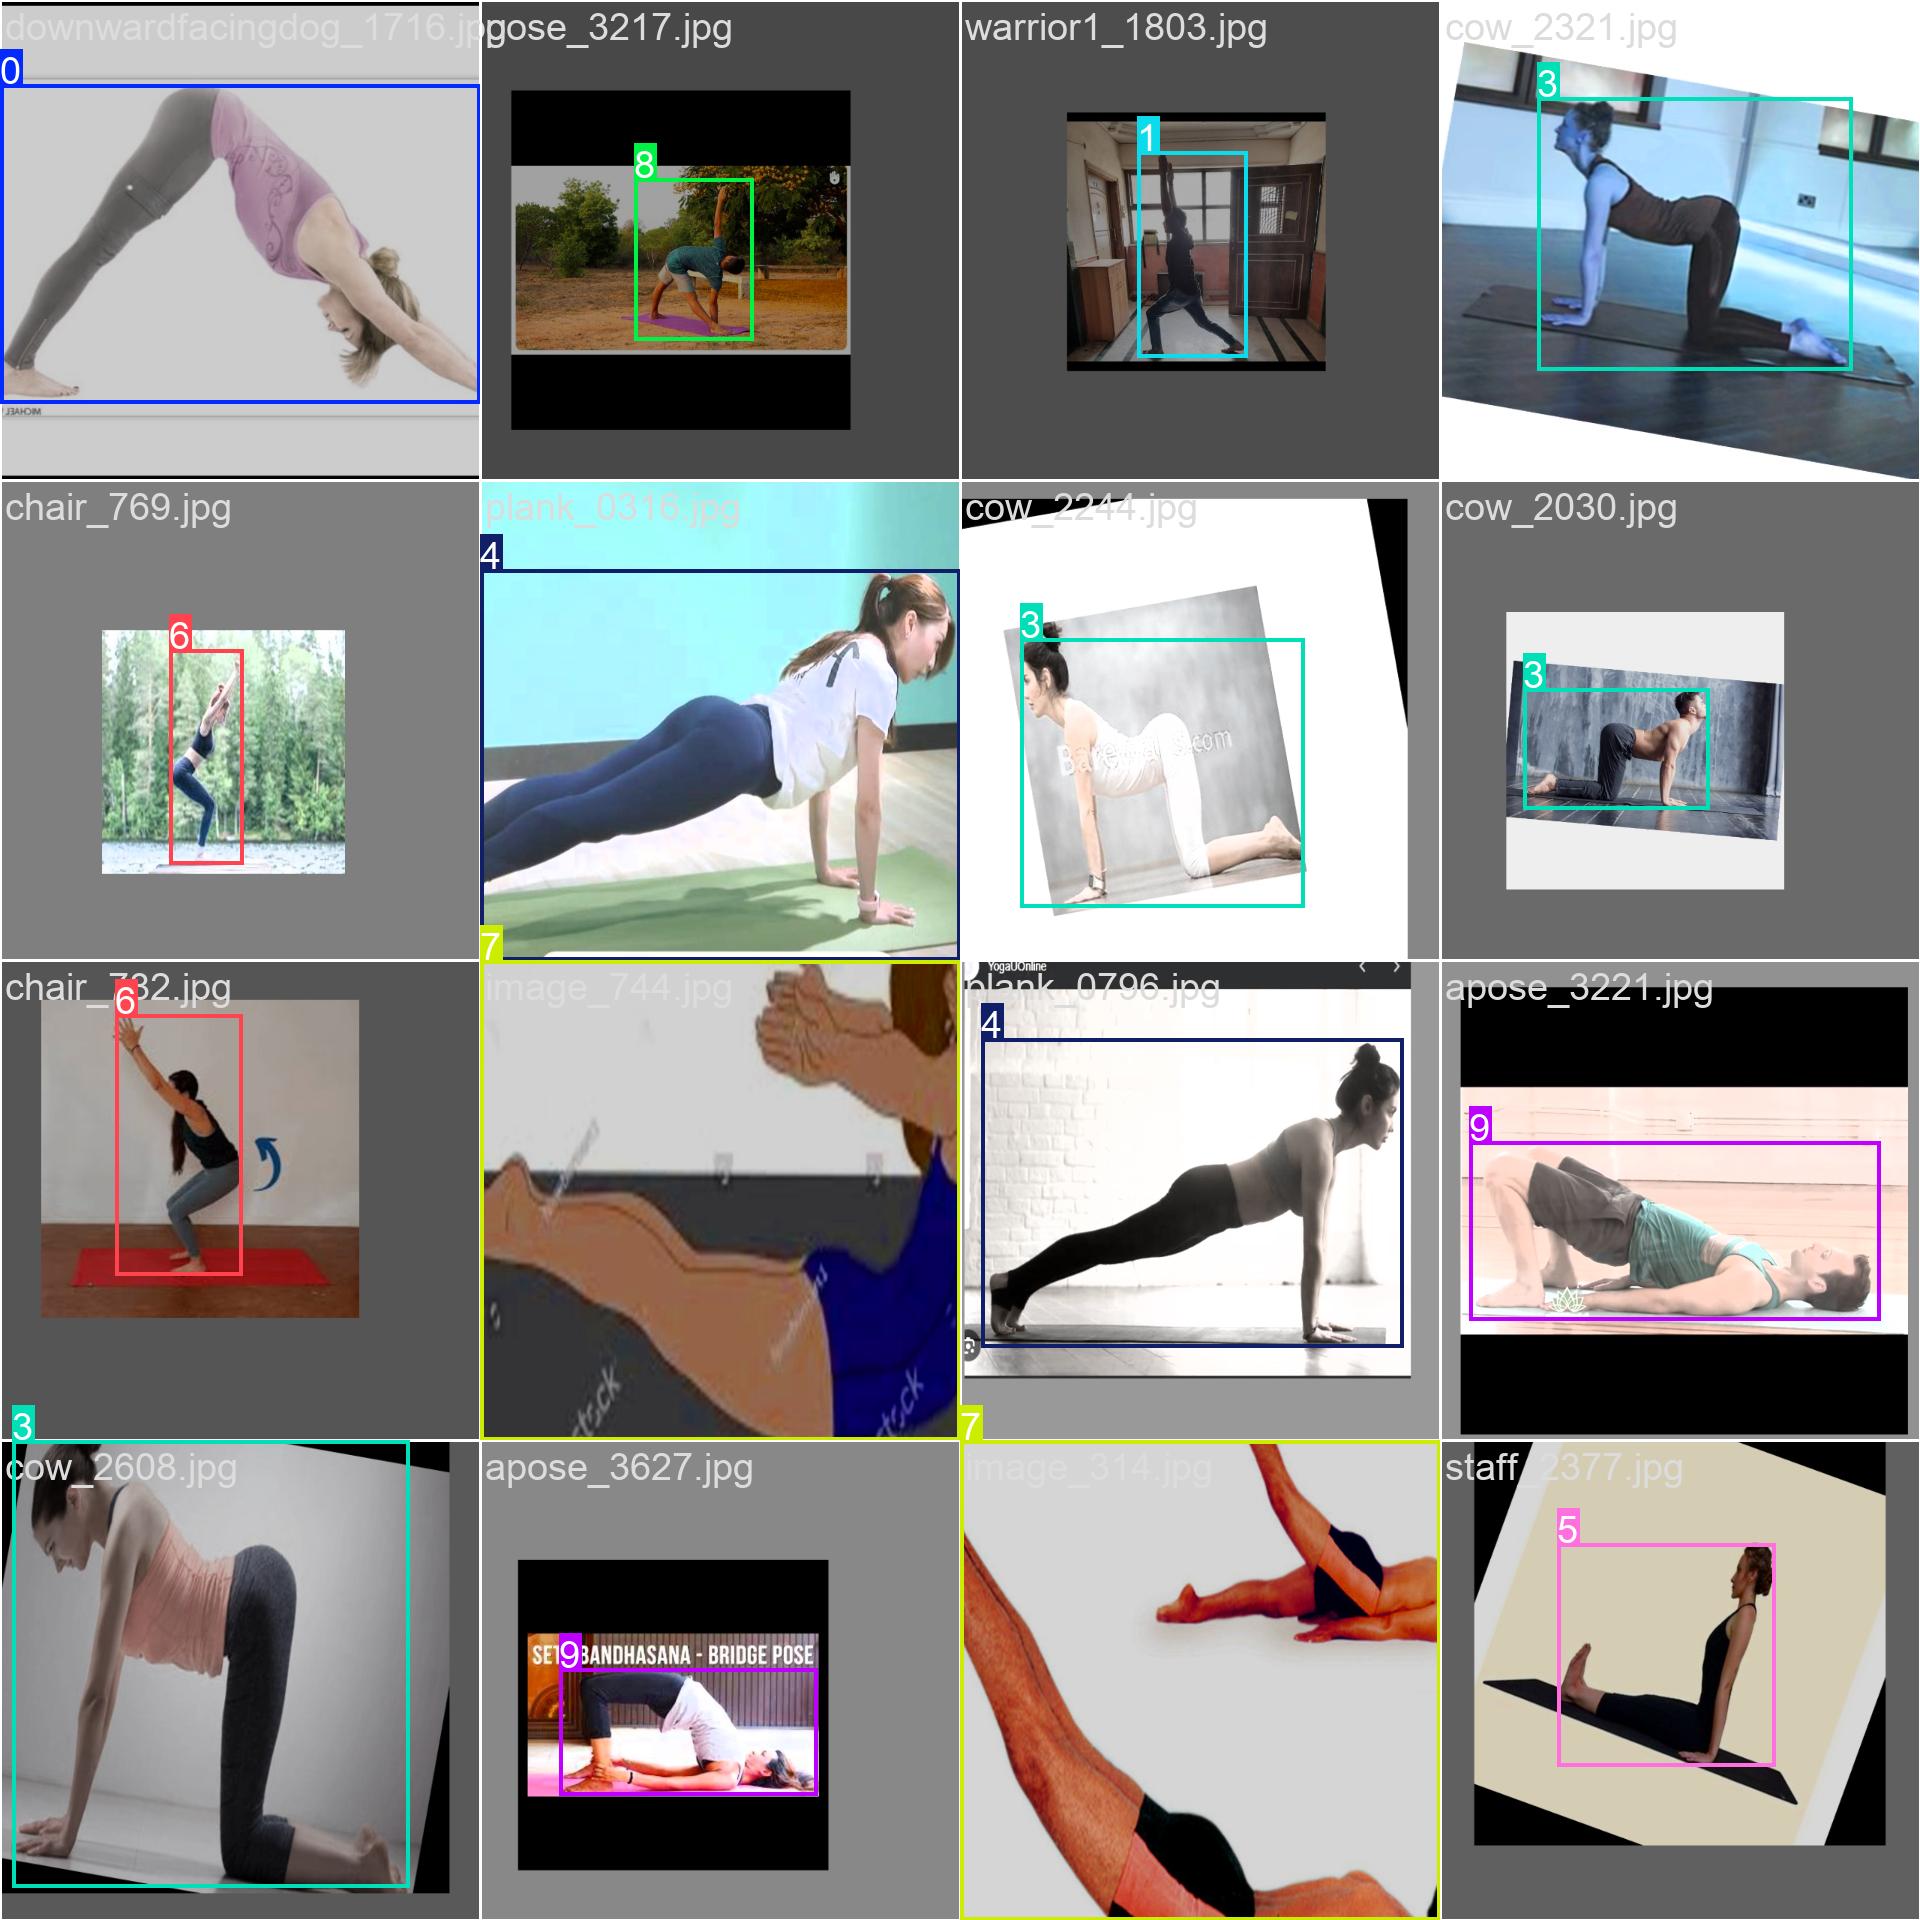 downwardfacingdog_1716.jpg
pose_3217.jpg
warrior1_1803.jpg
cow_2321.jpg
0
8
1
3
MICHAEL
chair_769.jpg
plank_0316.jpg
cow_2244.jpg
cow_2030.jpg
6
4
3
3
chair_732.jpg
6
7
image_744.jpg
YogaUOnline
plank_0796.jpg
4
apose_3221.jpg
9
3
cow_2608.jpg
apose_3627.jpg
SET BANDHASANA - BRIDGE POSE
9
7
image_314.jpg
staff_2377.jpg
5